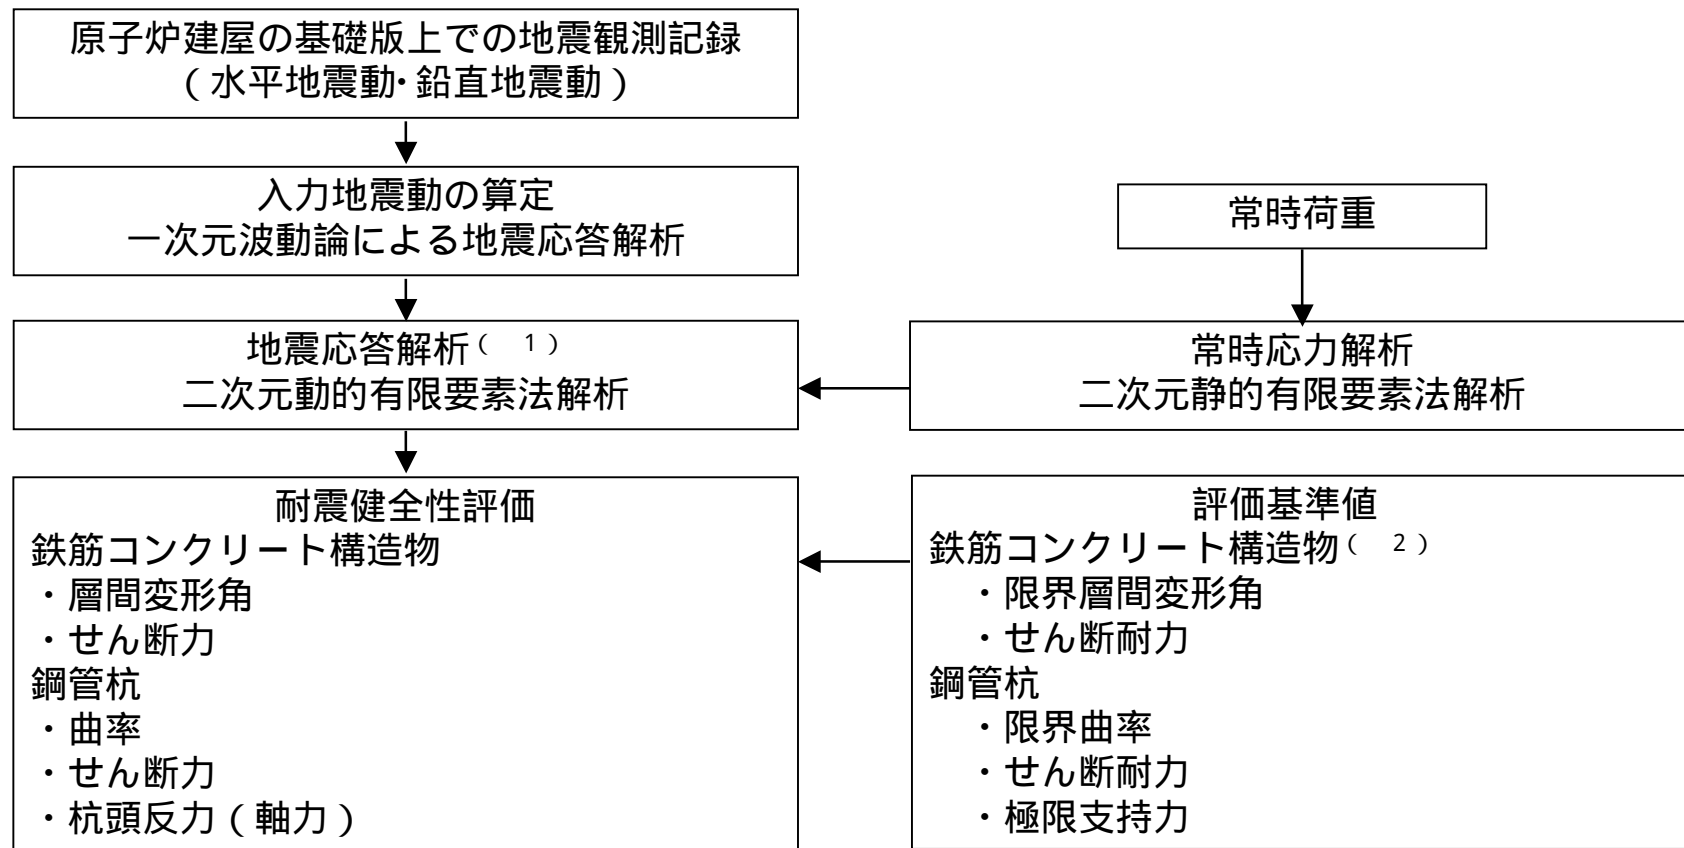 原子炉建屋の基礎版上での地震観測記録
（水平地震動・鉛直地震動）
入力地震動の算定
一次元波動論による地震応答解析
常時荷重
地震応答解析（　1）
二次元動的有限要素法解析
常時応力解析
二次元静的有限要素法解析
耐震健全性評価
鉄筋コンクリート構造物
・層間変形角
・せん断力
鋼管杭
・曲率
・せん断力
・杭頭反力（軸力）
評価基準値
鉄筋コンクリート構造物（　2）
・限界層間変形角
・せん断耐力
鋼管杭
・限界曲率
・せん断耐力
・極限支持力